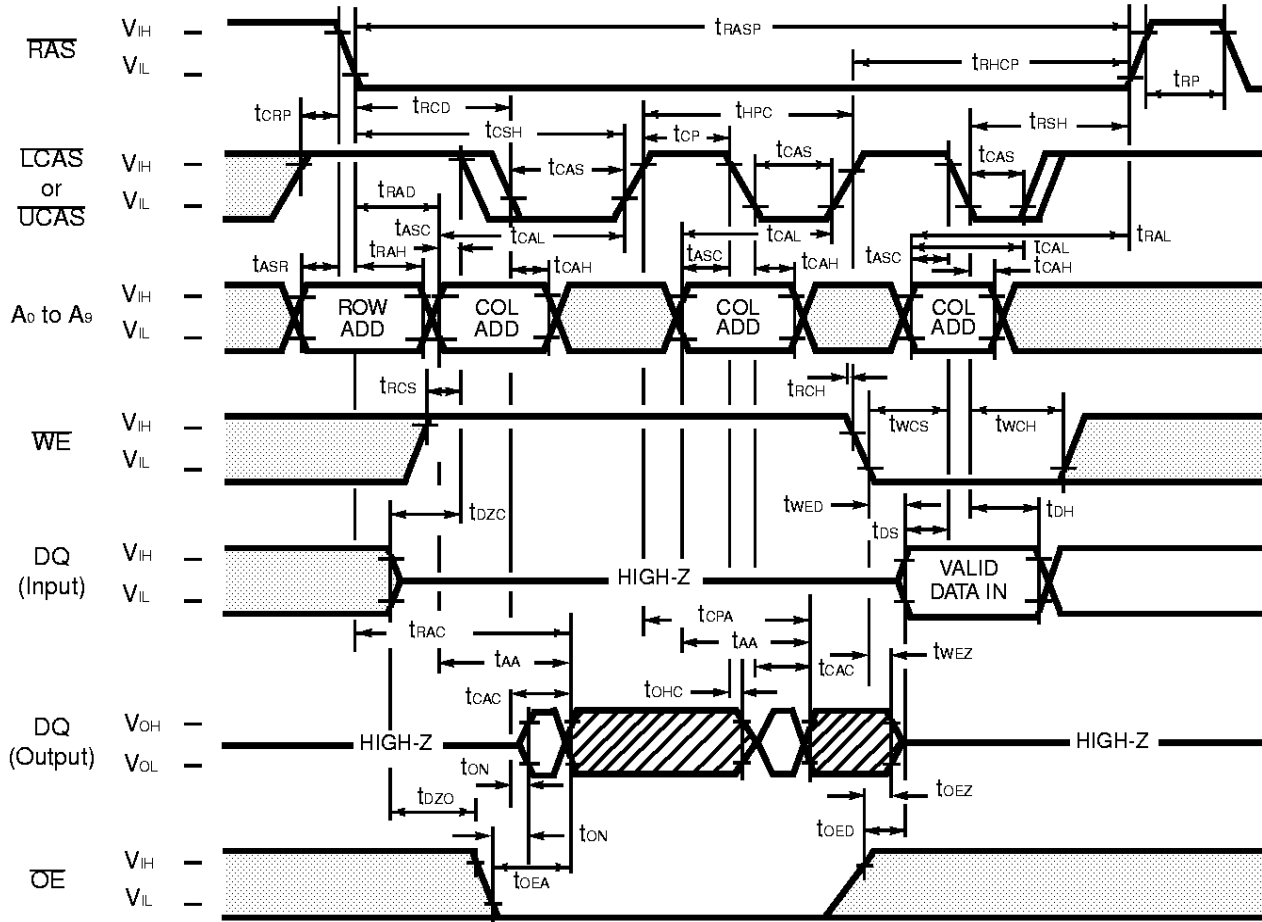 RAS
VIH
VIL
tRASP
tRHCP
tRP
tCRP
tRCD
tHPC
tCSH
tCP
tRSH
LCAS
or
UCAS
VIH
VIL
tCAS
tCAS
tCAS
tRAD
tASC
tCAL
tCAL
tRAL
tCAL
tRAH
tASC
tASC
tASR
tCAH
tCAH
tCAH
A0 to A9
VIH
VIL
ROW
ADD
COL
ADD
COL
ADD
COL
ADD
tRCS
tRCH
WE
VIH
VIL
tWCS
tWCH
tDZC
tWED
tDS
tDH
DQ
(Input)
VIH
VIL
HIGH-Z
VALID
DATA IN
tCPA
tRAC
tAA
tAA
tWEZ
tCAC
tOHC
tCAC
DQ
(Output)
VOH
VOL
HIGH-Z
HIGH-Z
tON
tOEZ
tDZO
tON
tOED
OE
VIH
VIL
tOEA